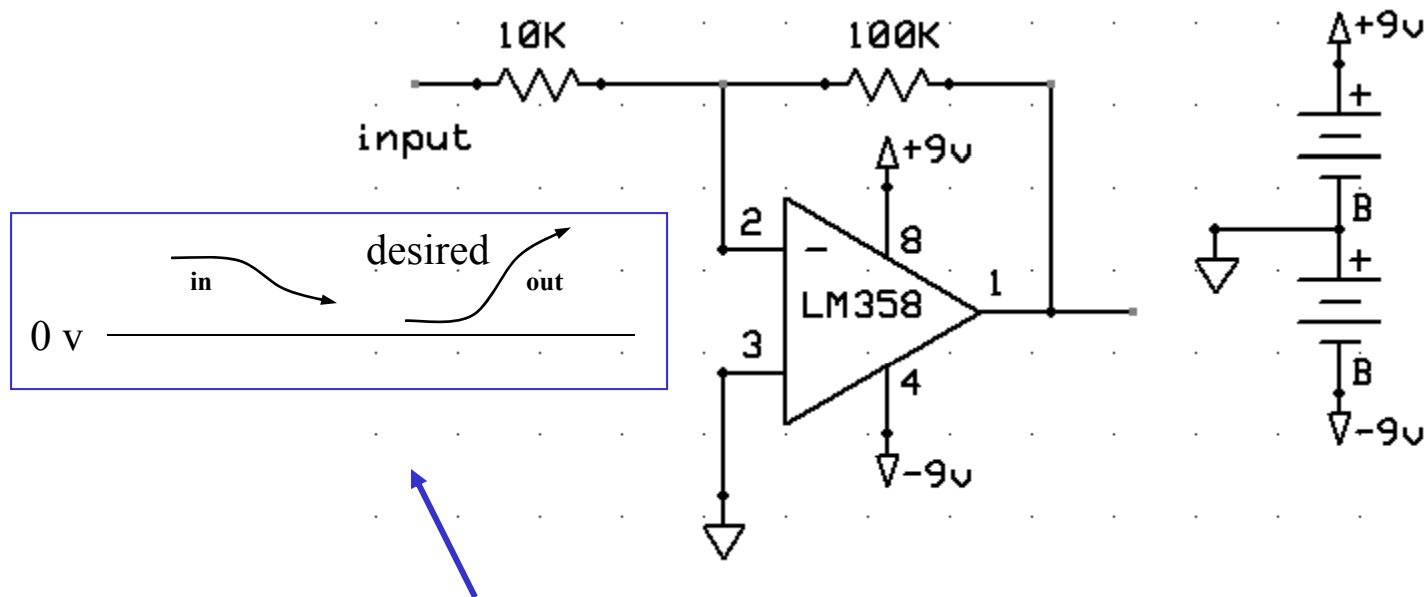 10K
100K
+9v
input
+9v
+
2
-
8
B
desired
in
out
LM358
1
+
0 v
3
4
B
-9v
-9v